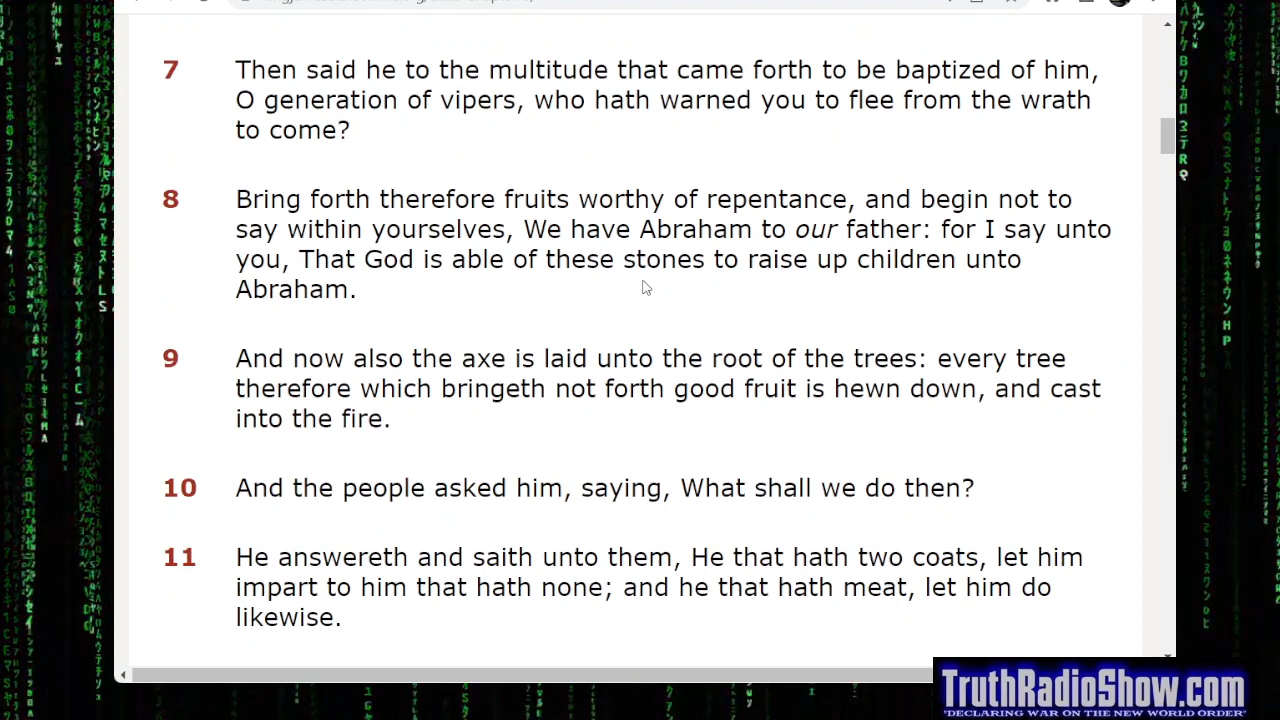 7 Then said he to the multitude that came forth to be baptized of him,
O generation of vipers, who hath warned you to flee from the wrath
to come?
8 Bring forth therefore fruits worthy of repentance, and begin not to
say within yourselves, We have Abraham to our father: for I say unto
you, That God is able of these stones to raise up children unto
Abraham.
9 And now also the axe is laid unto the root of the trees: every tree
therefore which bringeth not forth good fruit is hewn down, and cast
into the fire.
10 And the people asked him, saying, What shall we do then?
11 He answereth and saith unto them, He that hath two coats, let him
impart to him that hath none; and he that hath meat, let him do
likewise.
TruthRadioShow.com
"DECLARING WAR ON THE NEW WORLD ORDER"